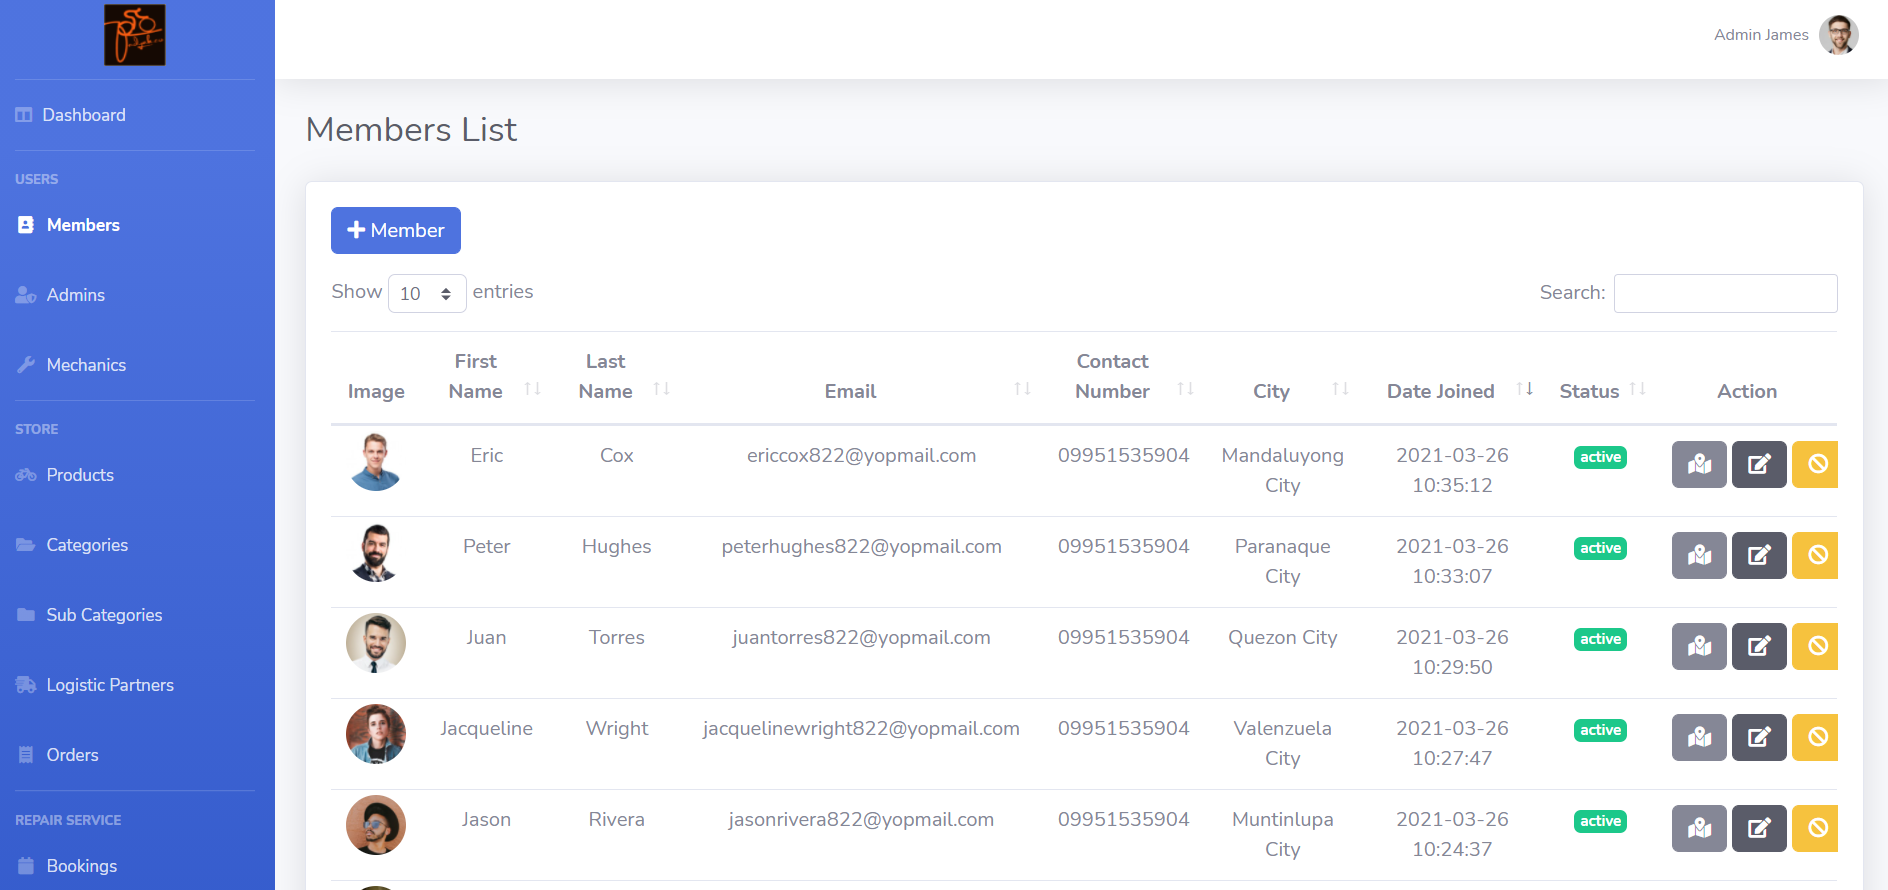 Admin James
Dashboard
USERS
Members
Admins
Mechanics
STORE
Products
Categories
Sub Categories
Logistic Partners
Orders
REPAIR SERVICE
Bookings
Members List
Member
Show 10 entries
Search:
Image First Name Last Name Email Contact Number City Date Joined Status Action
Eric Cox ericcox822@yopmail.com 09951535904 Mandaluyong City 2021-03-26 10:35:12 active
Peter Hughes peterhughes822@yopmail.com 09951535904 Paranaque City 2021-03-26 10:33:07 active
Juan Torres juantorres822@yopmail.com 09951535904 Quezon City 2021-03-26 10:29:50 active
Jacqueline Wright jacquelinewright822@yopmail.com 09951535904 Valenzuela City 2021-03-26 10:27:47 active
Jason Rivera jasonrivera822@yopmail.com 09951535904 Muntinlupa City 2021-03-26 10:24:37 active